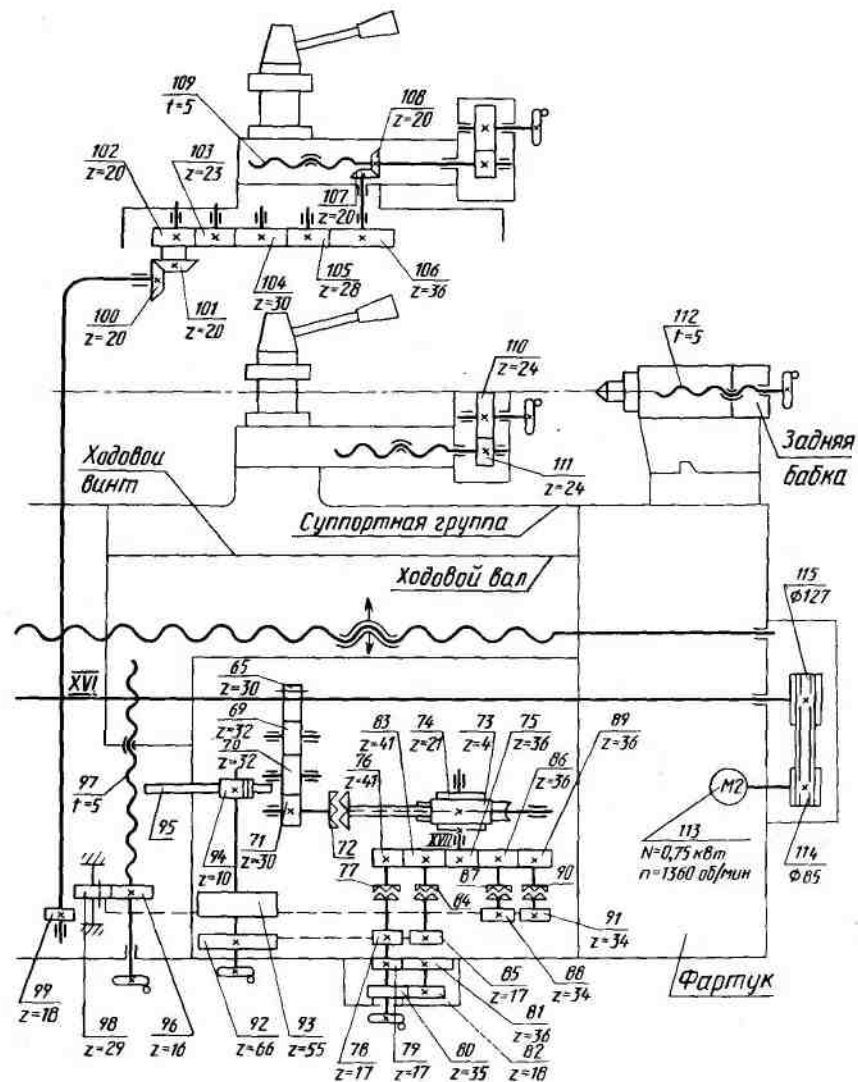 109
t=5
108
z=20
102
z=20
103
z=23
107
z=20
104
z=30
105
z=28
106
z=36
100
z=20
101
z=20
110
z=24
112
t=5
111
z=24
Задняя
бабка
Ходовой
винт
Суппортная группа
Ходовой вал
115
ϕ127
XVI
65
z=30
69
z=32
70
z=32
83
z=41
74
z=21
73
z=4
75
z=36
89
z=36
76
z=41
86
z=36
97
t=5
95
94
z=10
71
z=30
72
XVII
M2
113
N=0,75 квт
n=1360 об/мин
114
ϕ85
77
84
87
90
91
z=34
88
z=34
85
z=17
Фартук
99
z=18
98
z=29
96
z=16
92
z=66
93
z=55
78
z=17
79
z=17
80
z=35
81
z=36
82
z=18